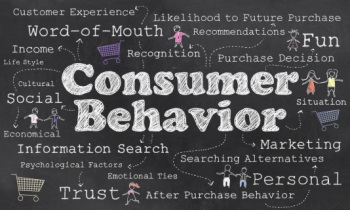 Customer Experience
Likelihood to Future Purchase
Word-of-Mouth
Recommendations
Fun
Income
Recognition
Purchase Decision
Life Style
Cultural
Consumer
Social
Situation
Behavior
Economical
Information Search
Marketing
Psychological Factors
Searching Alternatives
Emotional Ties
Personal
Trust
After Purchase Behavior